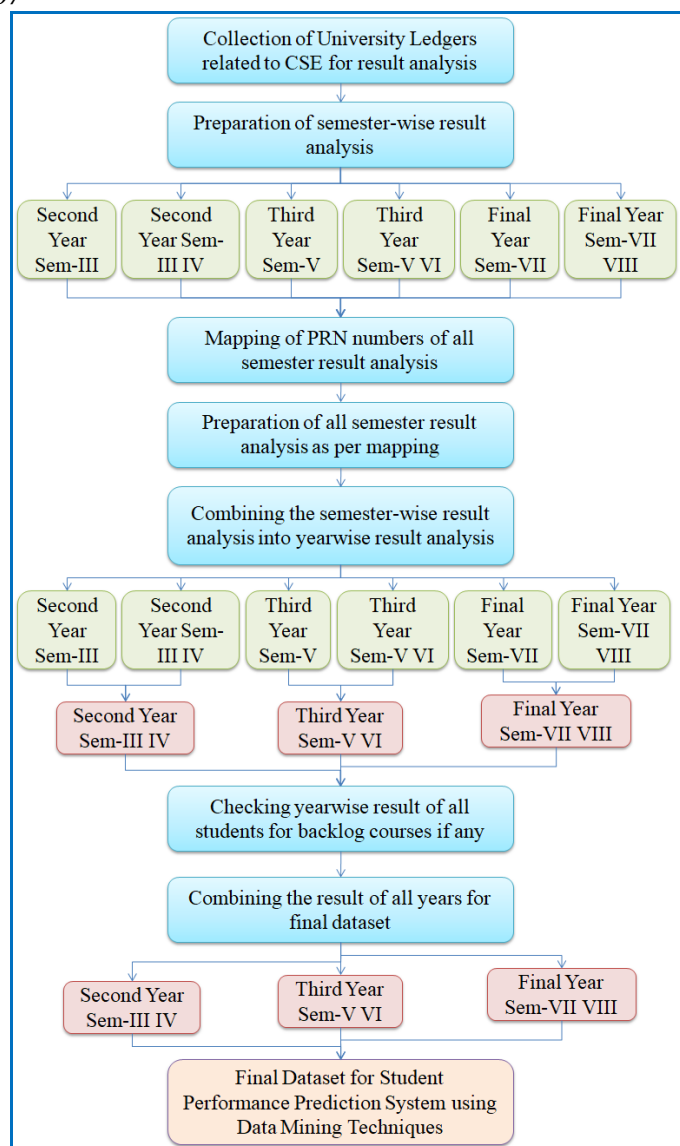 Collection of University Ledgers
related to CSE for result analysis
Preparation of semester-wise result
analysis
Second
Year
Sem-III
Second
Year Sem-
III IV
Third
Year
Sem-V
Third
Year
Sem-V VI
Final
Year
Sem-VII
Final Year
Sem-VII
VIII
Mapping of PRN numbers of all
semester result analysis
Preparation of all semester result
analysis as per mapping
Combining the semester-wise result
analysis into yearwise result analysis
Second
Year
Sem-III
Second
Year Sem-
III IV
Third
Year
Sem-V
Third
Year
Sem-V VI
Final
Year
Sem-VII
Final Year
Sem-VII
VIII
Second Year
Sem-III IV
Third Year
Sem-V VI
Final Year
Sem-VII VIII
Checking yearwise result of all
students for backlog courses if any
Combining the result of all years for
final dataset
Second Year
Sem-III IV
Third Year
Sem-V VI
Final Year
Sem-VII VIII
Final Dataset for Student
Performance Prediction System using
Data Mining Techniques